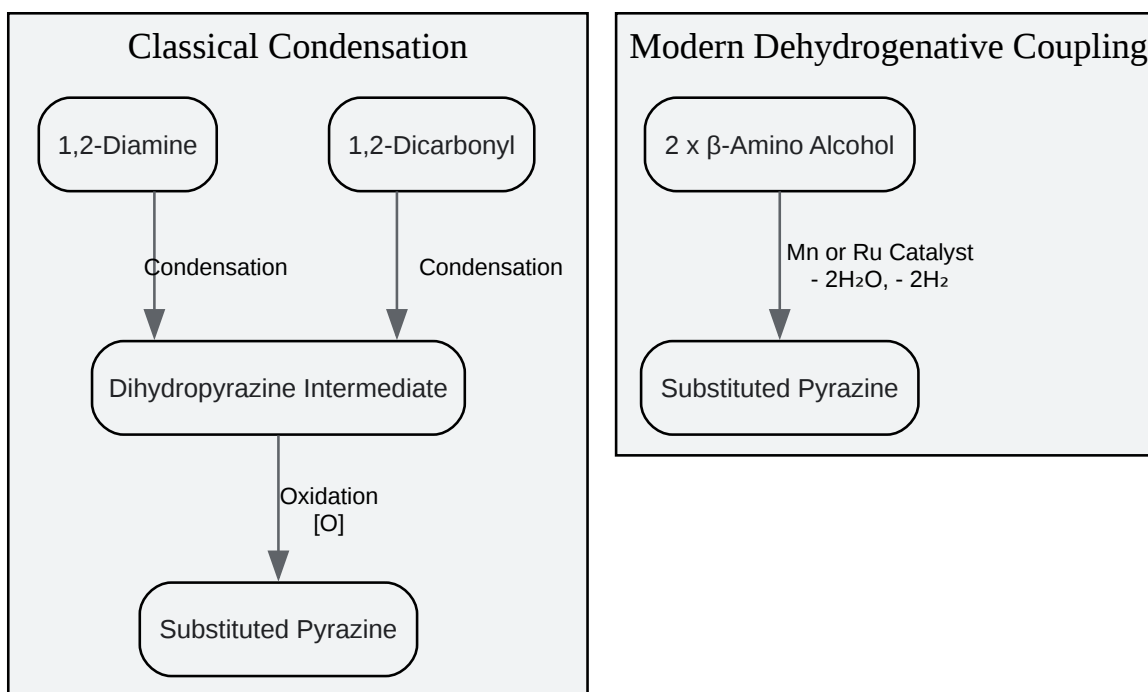 Classical Condensation
1,2-Diamine
1,2-Dicarbonyl
Condensation
Condensation
Dihydropyrazine Intermediate
Oxidation
[O]
Substituted Pyrazine
Modern Dehydrogenative Coupling
2 x β-Amino Alcohol
Mn or Ru Catalyst
- 2H₂O, - 2H₂
Substituted Pyrazine